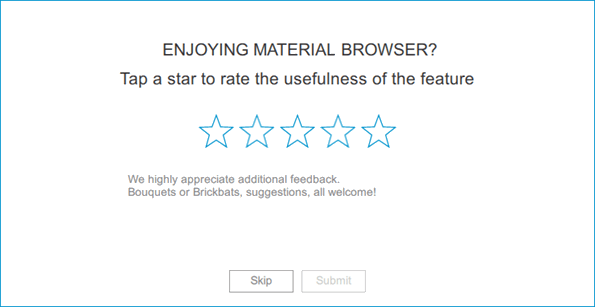 ENJOYING MATERIAL BROWSER?
Tap a star to rate the usefulness of the feature
We highly appreciate additional feedback.
Bouquets or Brickbats, suggestions, all welcome!
Skip Submit